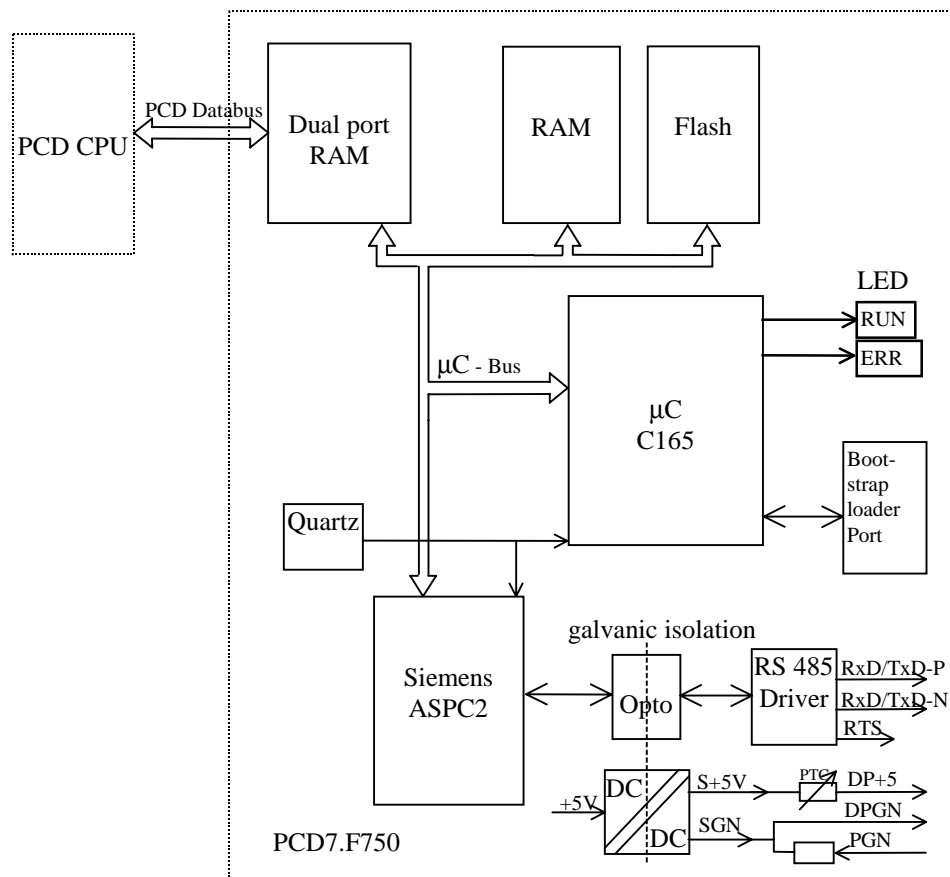 PCD CPU
PCD Databus
Dual port
RAM
RAM
Flash
LED
RUN
ERR
µC - Bus
µC
C165
Boot-
strap
loader
Port
Quartz
Siemens
ASPC2
galvanic isolation
Opto
RS 485
Driver
RxD/TxD-P
RxD/TxD-N
RTS
+5V
DC
DC
S+5V
PTC
DP+5
SGN
DPGN
PGN
PCD7.F750